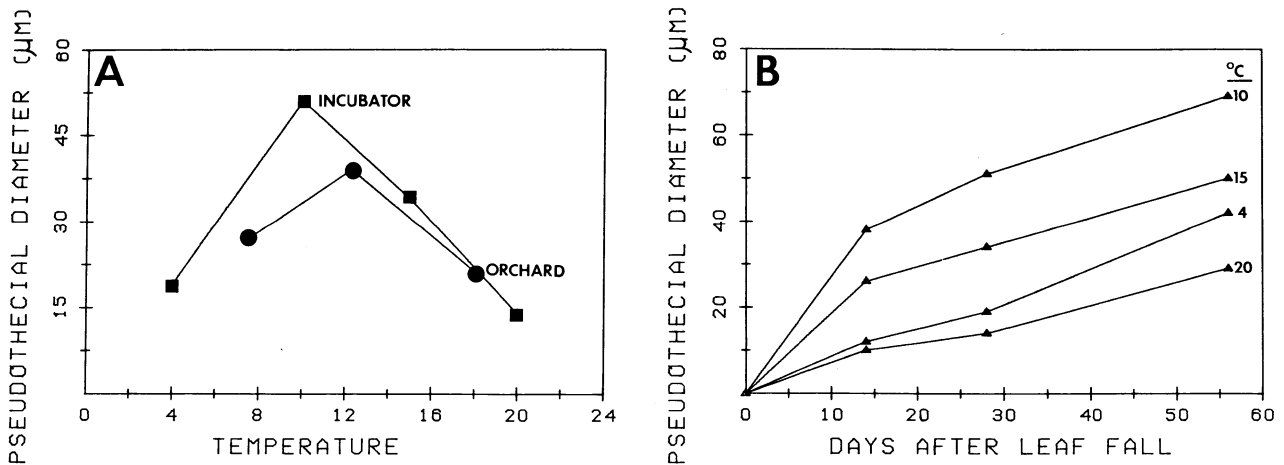 A
PSEUDOTHECIAL DIAMETER (µM)
60
45
30
15
INCUBATOR
ORCHARD
0 4 8 12 16 20 24
TEMPERATURE
B
PSEUDOTHECIAL DIAMETER (µM)
80
60
40
20
°C
10
15
4
20
0 10 20 30 40 50 60
DAYS AFTER LEAF FALL